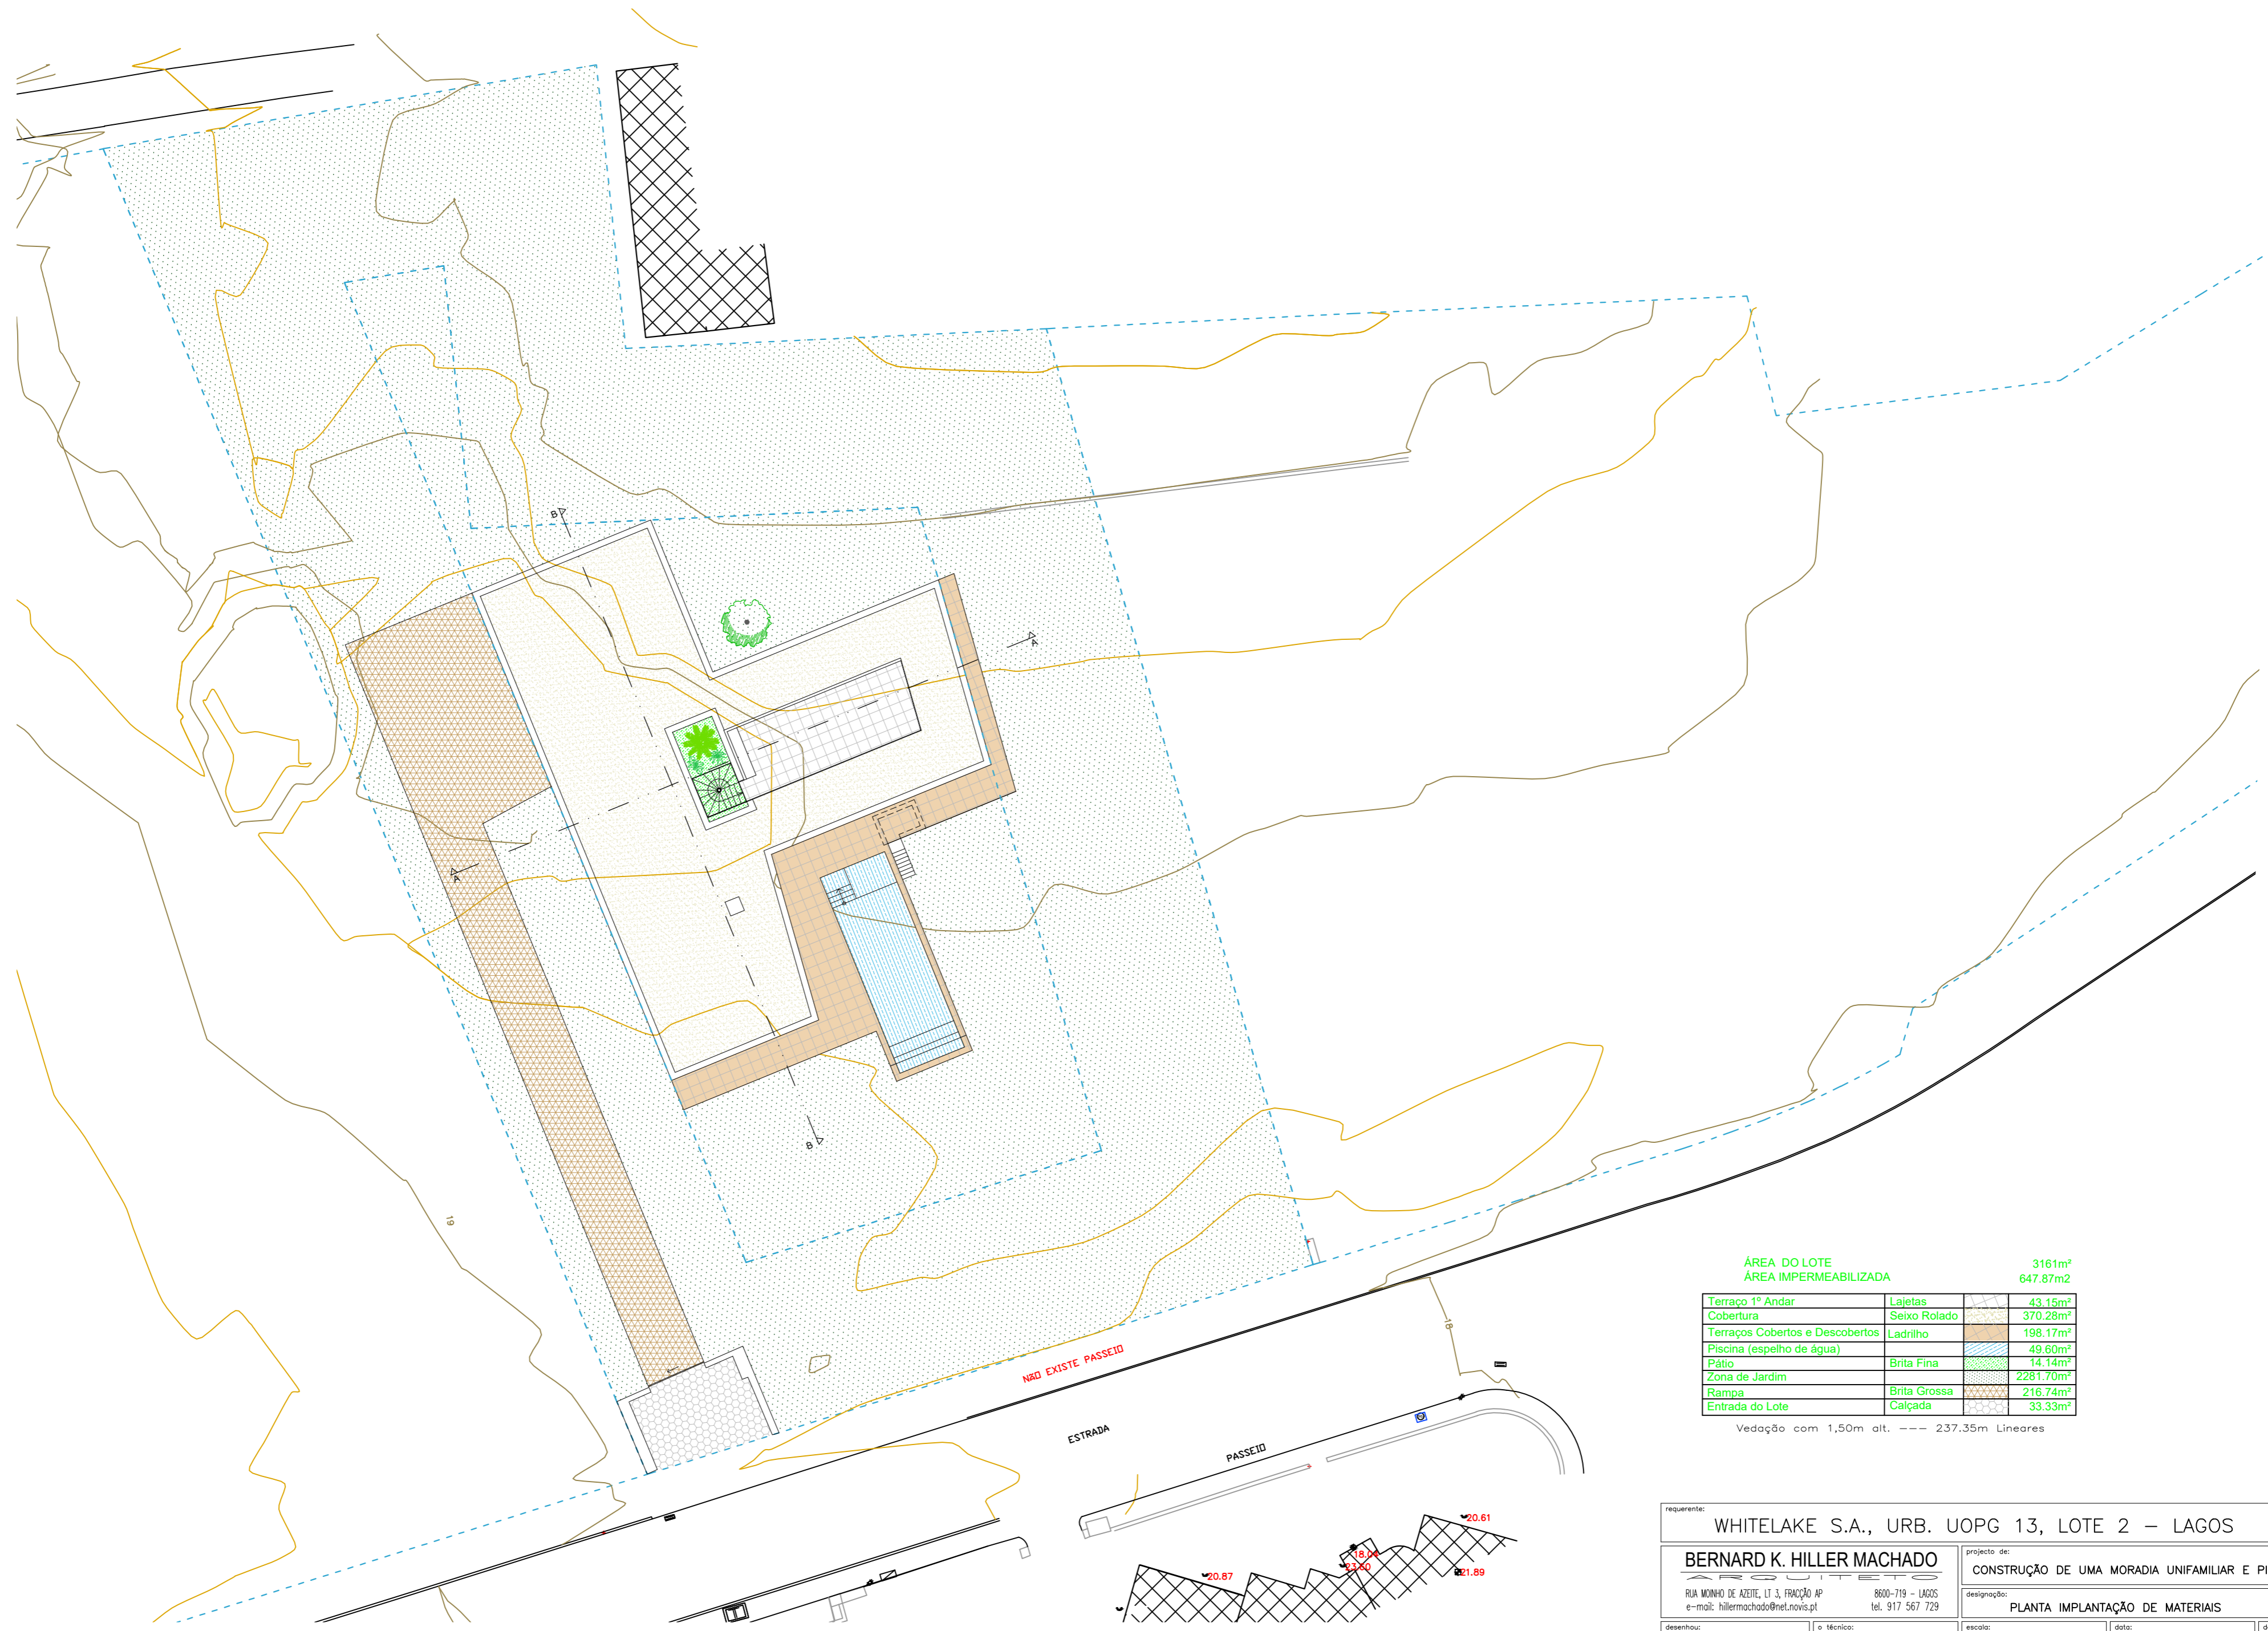 B
A
A
B
19
18
NÃO EXISTE PASSEIO
ESTRADA
PASSEIO
20.61
18.04
23.60
20.87
21.89
ÁREA DO LOTE 3161m²
ÁREA IMPERMEABILIZADA 647.87m2
Terraço 1º Andar Lajetas 43.15m²
Cobertura Seixo Rolado 370.28m²
Terraços Cobertos e Descobertos Ladrilho 198.17m²
Piscina (espelho de água) 49.60m²
Pátio Brita Fina 14.14m²
Zona de Jardim 2281.70m²
Rampa Brita Grossa 216.74m²
Entrada do Lote Calçada 33.33m²
Vedação com 1,50m alt. --- 237.35m Lineares
requerente:
WHITELAKE S.A., URB. UOPG 13, LOTE 2 – LAGOS
BERNARD K. HILLER MACHADO
ARQUITETO
RUA MOINHO DE AZEITE, LT 3, FRACÇÃO AP 8600-719 - LAGOS
e-mail: hillermachado@net.novis.pt tel. 917 567 729
projecto de:
CONSTRUÇÃO DE UMA MORADIA UNIFAMILIAR E PI
designação:
PLANTA IMPLANTAÇÃO DE MATERIAIS
desenhou: o técnico: escala: data: